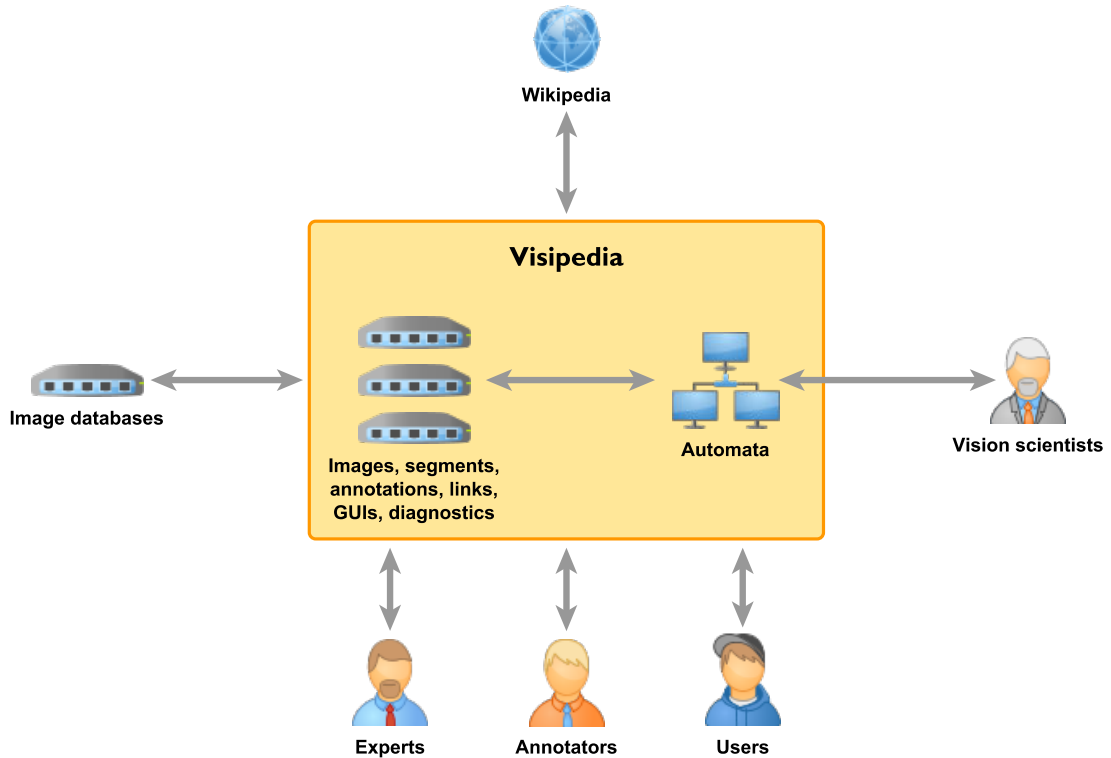 Wikipedia
Visipedia
Image databases
Images, segments,
annotations, links,
GUIs, diagnostics
Automata
Vision scientists
Experts
Annotators
Users